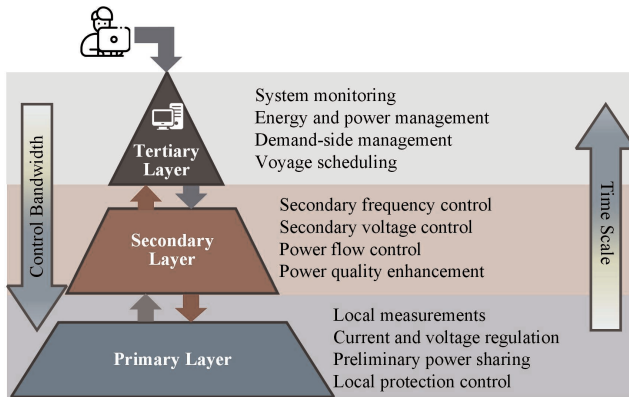 System monitoring
Energy and power management
Demand-side management
Voyage scheduling
Tertiary
Layer
Control Bandwidth
Time Scale
Secondary frequency control
Secondary voltage control
Power flow control
Power quality enhancement
Secondary
Layer
Local measurements
Current and voltage regulation
Preliminary power sharing
Local protection control
Primary Layer